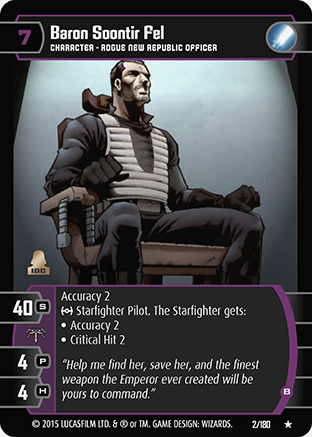 7
Baron Soontir Fel
CHARACTER - ROGUE NEW REPUBLIC OFFICER
IDC
40 S
Accuracy 2
Starfighter Pilot. The Starfighter gets:
• Accuracy 2
• Critical Hit 2
4 P
4 H
“Help me find her, save her, and the finest
weapon the Emperor ever created will be
yours to command.”
B
© 2015 LUCASFILM LTD. & ® or TM. GAME DESIGN: WIZARDS. 2/180 ★